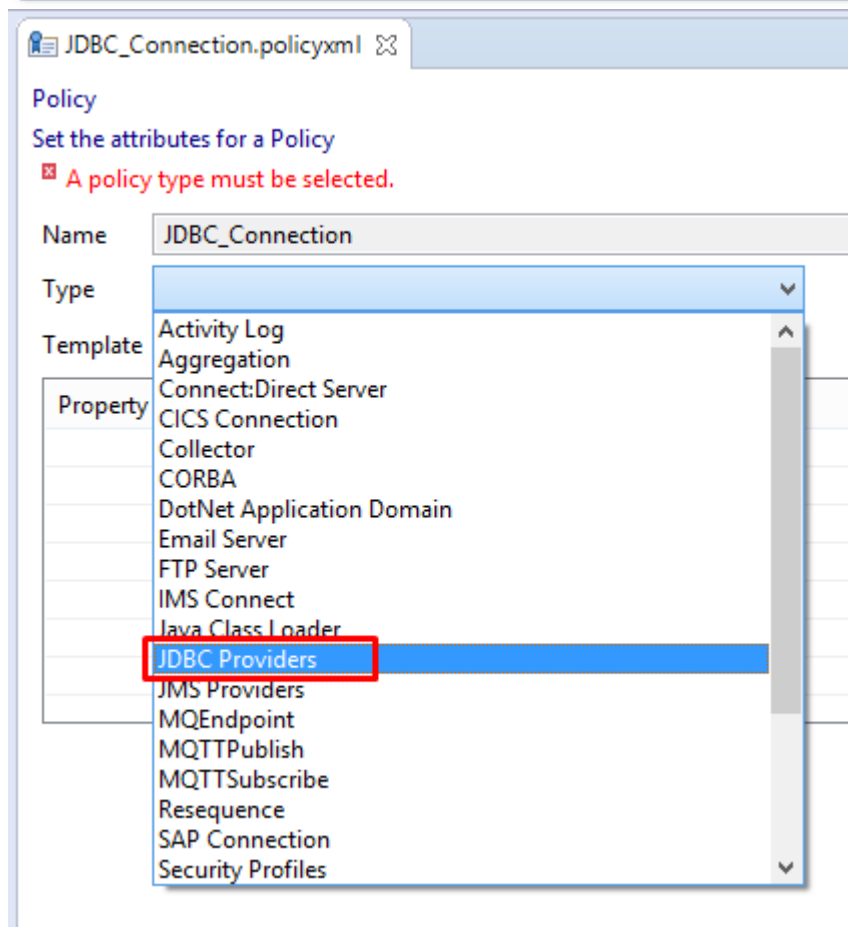 JDBC_Connection.policyxml
Policy
Set the attributes for a Policy
A policy type must be selected.
Name JDBC_Connection
Type
Template
Property
Activity Log
Aggregation
Connect:Direct Server
CICS Connection
Collector
CORBA
DotNet Application Domain
Email Server
FTP Server
IMS Connect
Java Class Loader
JDBC Providers
JMS Providers
MQEndpoint
MQTTPublish
MQTTSubscribe
Resequence
SAP Connection
Security Profiles